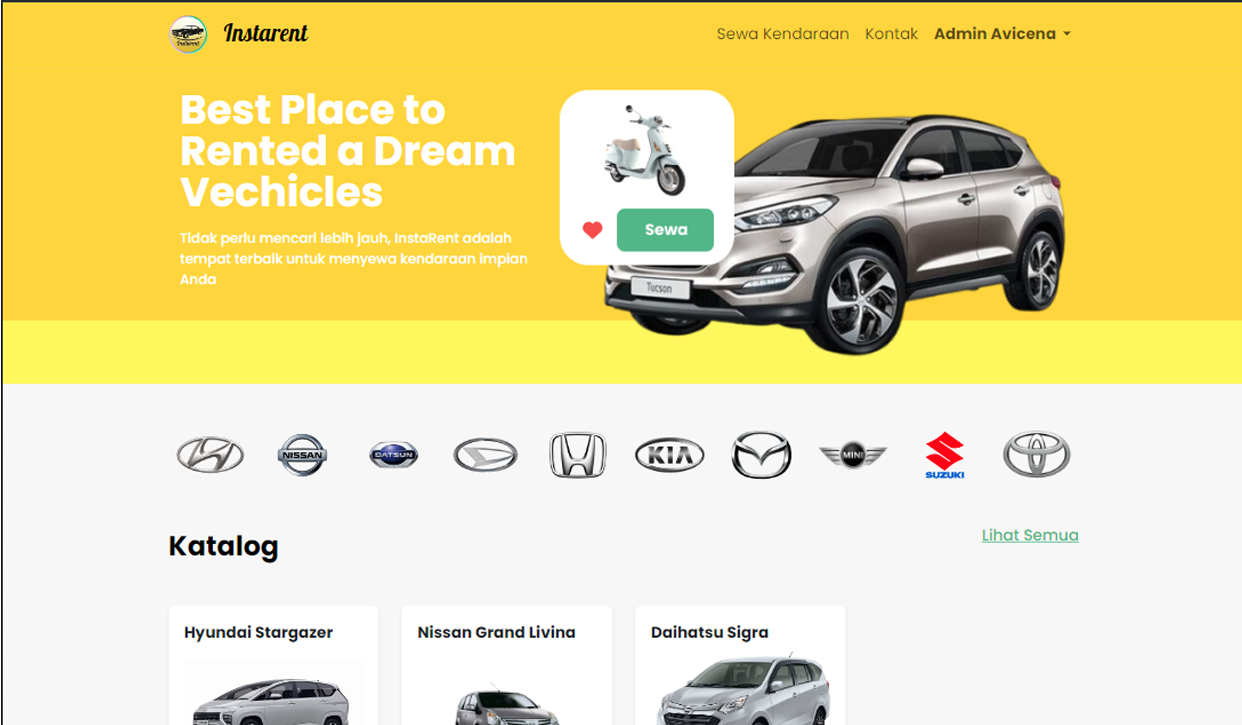 Instarent
Instarent
Sewa Kendaraan
Kontak
Admin Avicena
Best Place to
Rented a Dream
Vechicles
Tidak perlu mencari lebih jauh, InstaRent adalah
tempat terbaik untuk menyewa kendaraan impian
Anda
Sewa
Tucson
NISSAN
DATSUN
KIA
MINI
SUZUKI
Katalog
Lihat Semua
Hyundai Stargazer
Nissan Grand Livina
Daihatsu Sigra